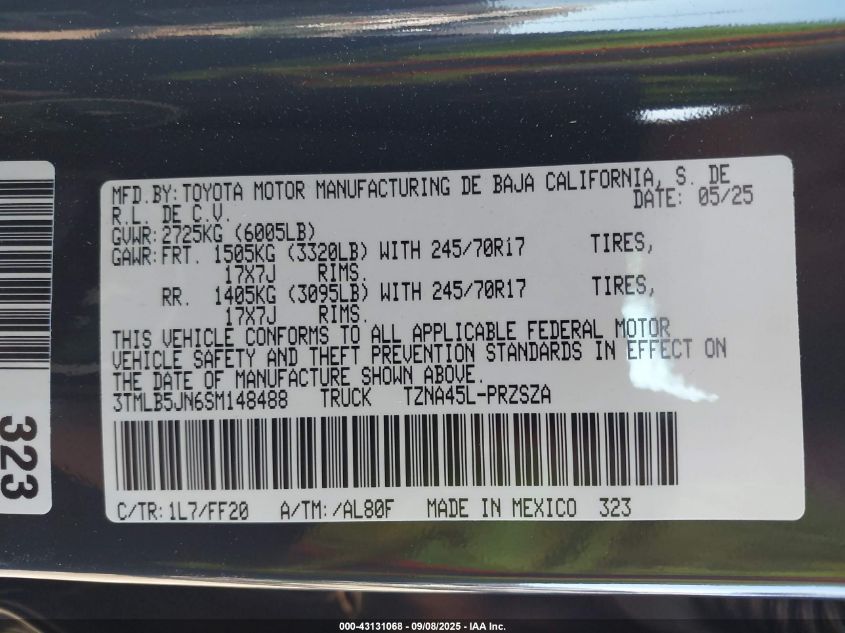 MFD.BY:TOYOTA MOTOR MANUFACTURING DE BAJA CALIFORNIA, S. DE
R.L. DE C.V. DATE: 05/25
GVWR:2725KG (6005LB)
GAWR:FRT. 1505KG (3320LB) WITH 245/70R17 TIRES,
17X7J RIMS.
RR. 1405KG (3095LB) WITH 245/70R17 TIRES,
17X7J RIMS.
THIS VEHICLE CONFORMS TO ALL APPLICABLE FEDERAL MOTOR
VEHICLE SAFETY AND THEFT PREVENTION STANDARDS IN EFFECT ON
THE DATE OF MANUFACTURE SHOWN ABOVE.
3TMLB5JN6SM148488 TRUCK TZNA45L-PRZSZA
C/TR:1L7/FF20 A/TM:/AL80F MADE IN MEXICO 323
323
000-43131068 - 09/08/2025 - IAA Inc.